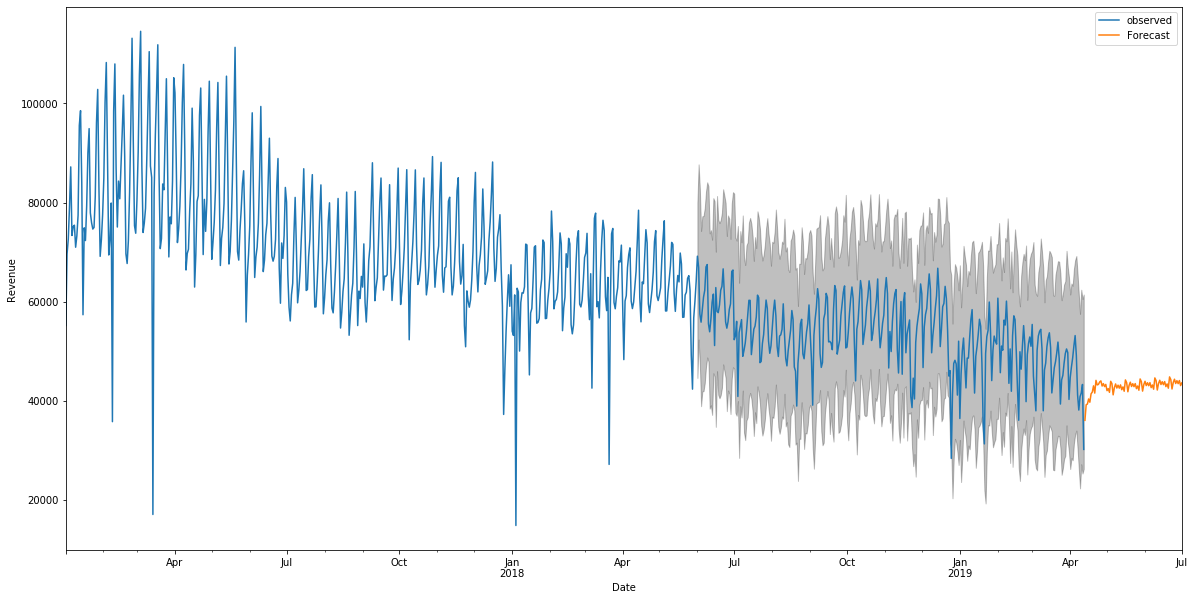 observed
Forecast
Revenue
100000
80000
60000
40000
20000
Apr
Jul
Oct
Jan
2018
Apr
Jul
Oct
Jan
2019
Apr
Jul
Date